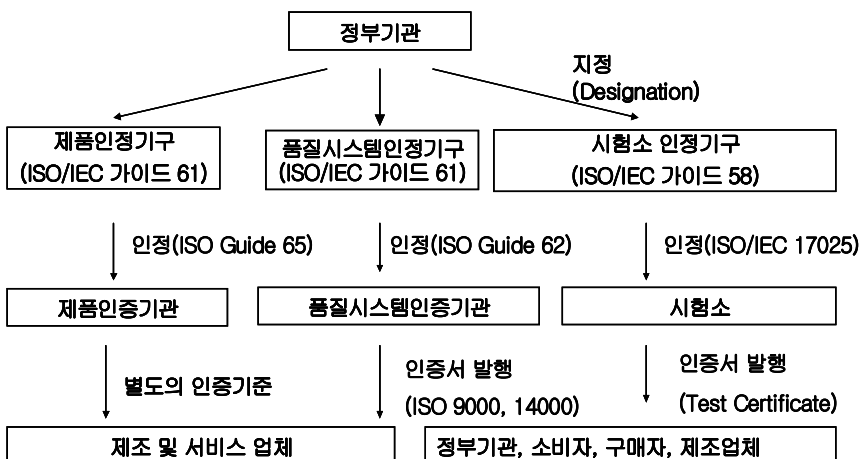 정부기관
지정
(Designation)
제품인정기구
(ISO/IEC 가이드 61)
품질시스템인정기구
(ISO/IEC 가이드 61)
시험소 인정기구
(ISO/IEC 가이드 58)
인정(ISO Guide 65)
인정(ISO Guide 62)
인정(ISO/IEC 17025)
제품인증기관
품질시스템인증기관
시험소
별도의 인증기준
인증서 발행
(ISO 9000, 14000)
인증서 발행
(Test Certificate)
제조 및 서비스 업체
정부기관, 소비자, 구매자, 제조업체